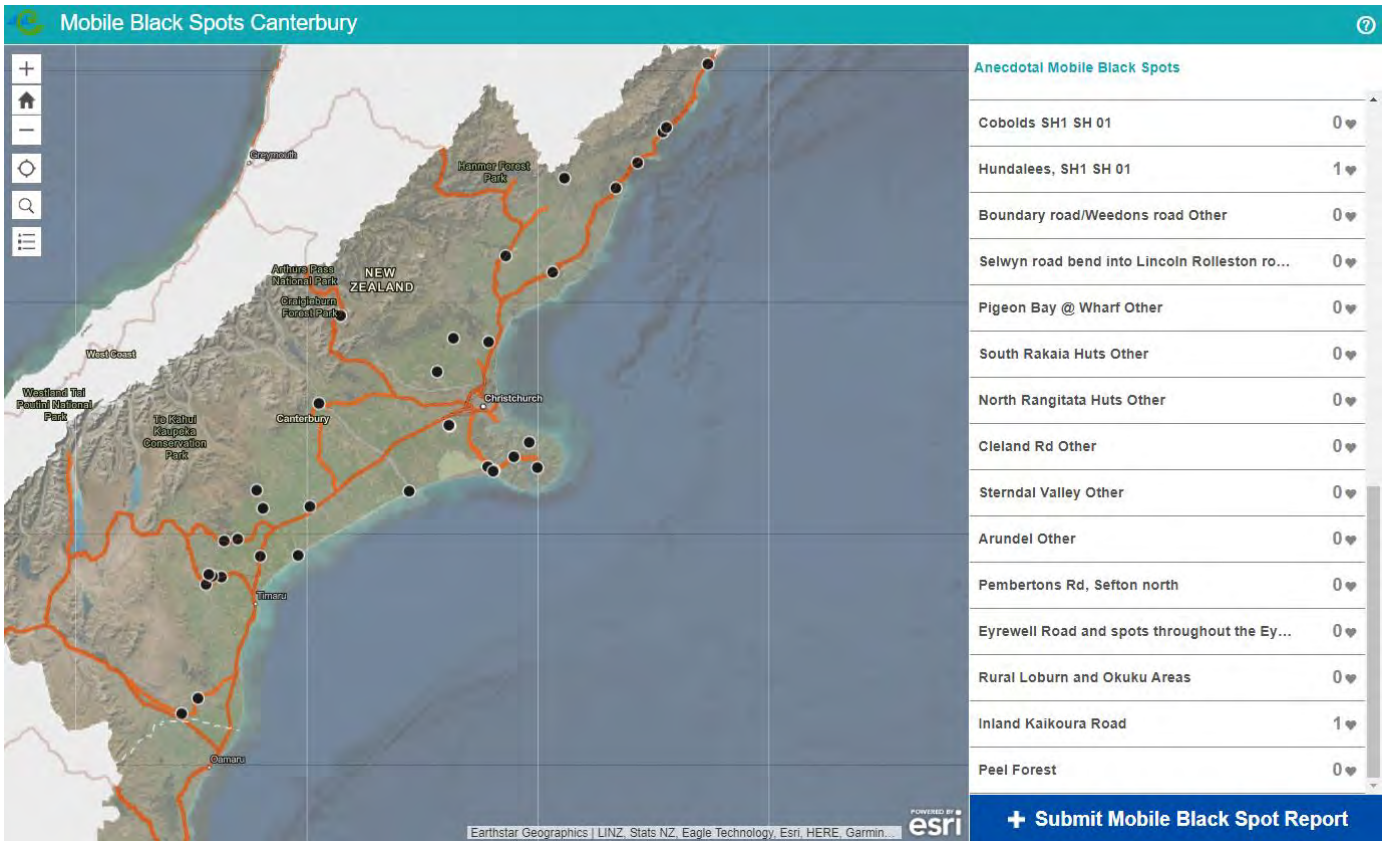 Mobile Black Spots Canterbury
Greymouth
Hanmer Forest
Park
Arthurs Pass
National Park
NEW
ZEALAND
Craigieburn
Forest Park
West Coast
Westland Tai
Poutini National
Park
Te Kahui
Kaupeka
Conservation
Park
Canterbury
Christchurch
Timaru
Oamaru
Earthstar Geographics | LINZ, Stats NZ, Eagle Technology, Esri, HERE, Garmin...
POWERED BY
esri
Anecdotal Mobile Black Spots
Cobolds SH1 SH 01 0
Hundalees, SH1 SH 01 1
Boundary road/Weedons road Other 0
Selwyn road bend into Lincoln Rolleston ro... 0
Pigeon Bay @ Wharf Other 0
South Rakaia Huts Other 0
North Rangitata Huts Other 0
Cleland Rd Other 0
Sterndal Valley Other 0
Arundel Other 0
Pembertons Rd, Sefton north 0
Eyrewell Road and spots throughout the Ey... 0
Rural Loburn and Okuku Areas 0
Inland Kaikoura Road 1
Peel Forest 0
+ Submit Mobile Black Spot Report